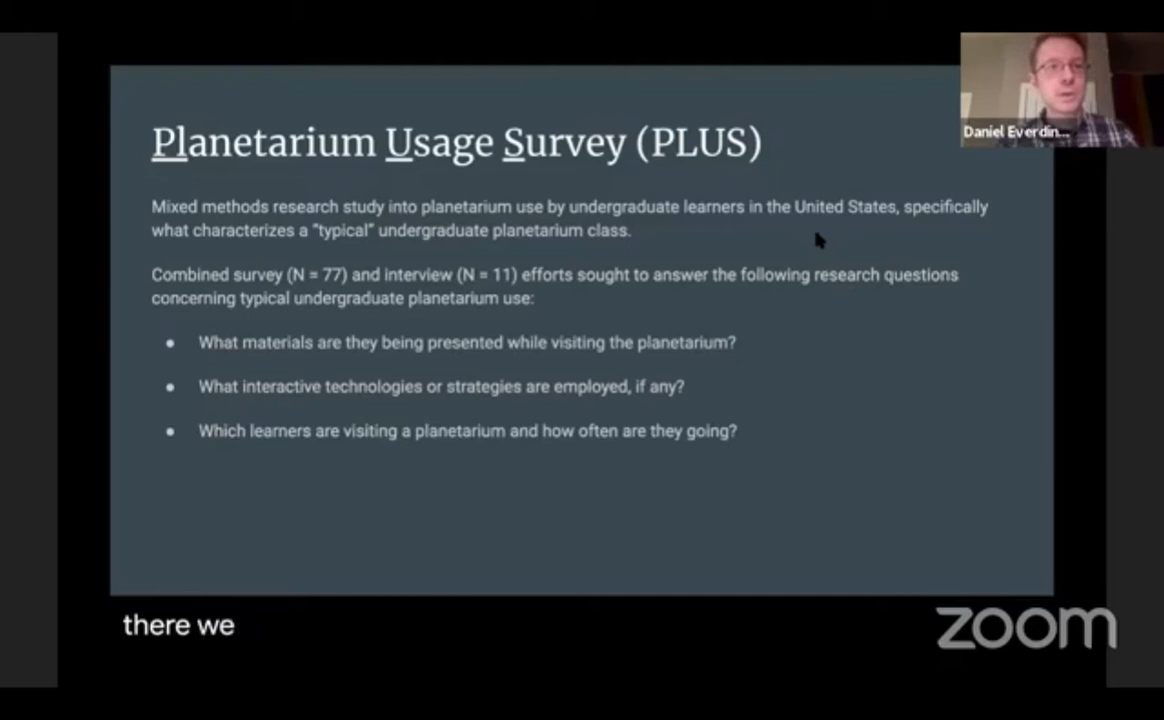 Planetarium Usage Survey (PLUS)
Daniel Everdin...
Mixed methods research study into planetarium use by undergraduate learners in the United States, specifically
what characterizes a "typical" undergraduate planetarium class.
Combined survey (N = 77) and interview (N = 11) efforts sought to answer the following research questions
concerning typical undergraduate planetarium use:
● What materials are they being presented while visiting the planetarium?
● What interactive technologies or strategies are employed, if any?
● Which learners are visiting a planetarium and how often are they going?
there we
zoom